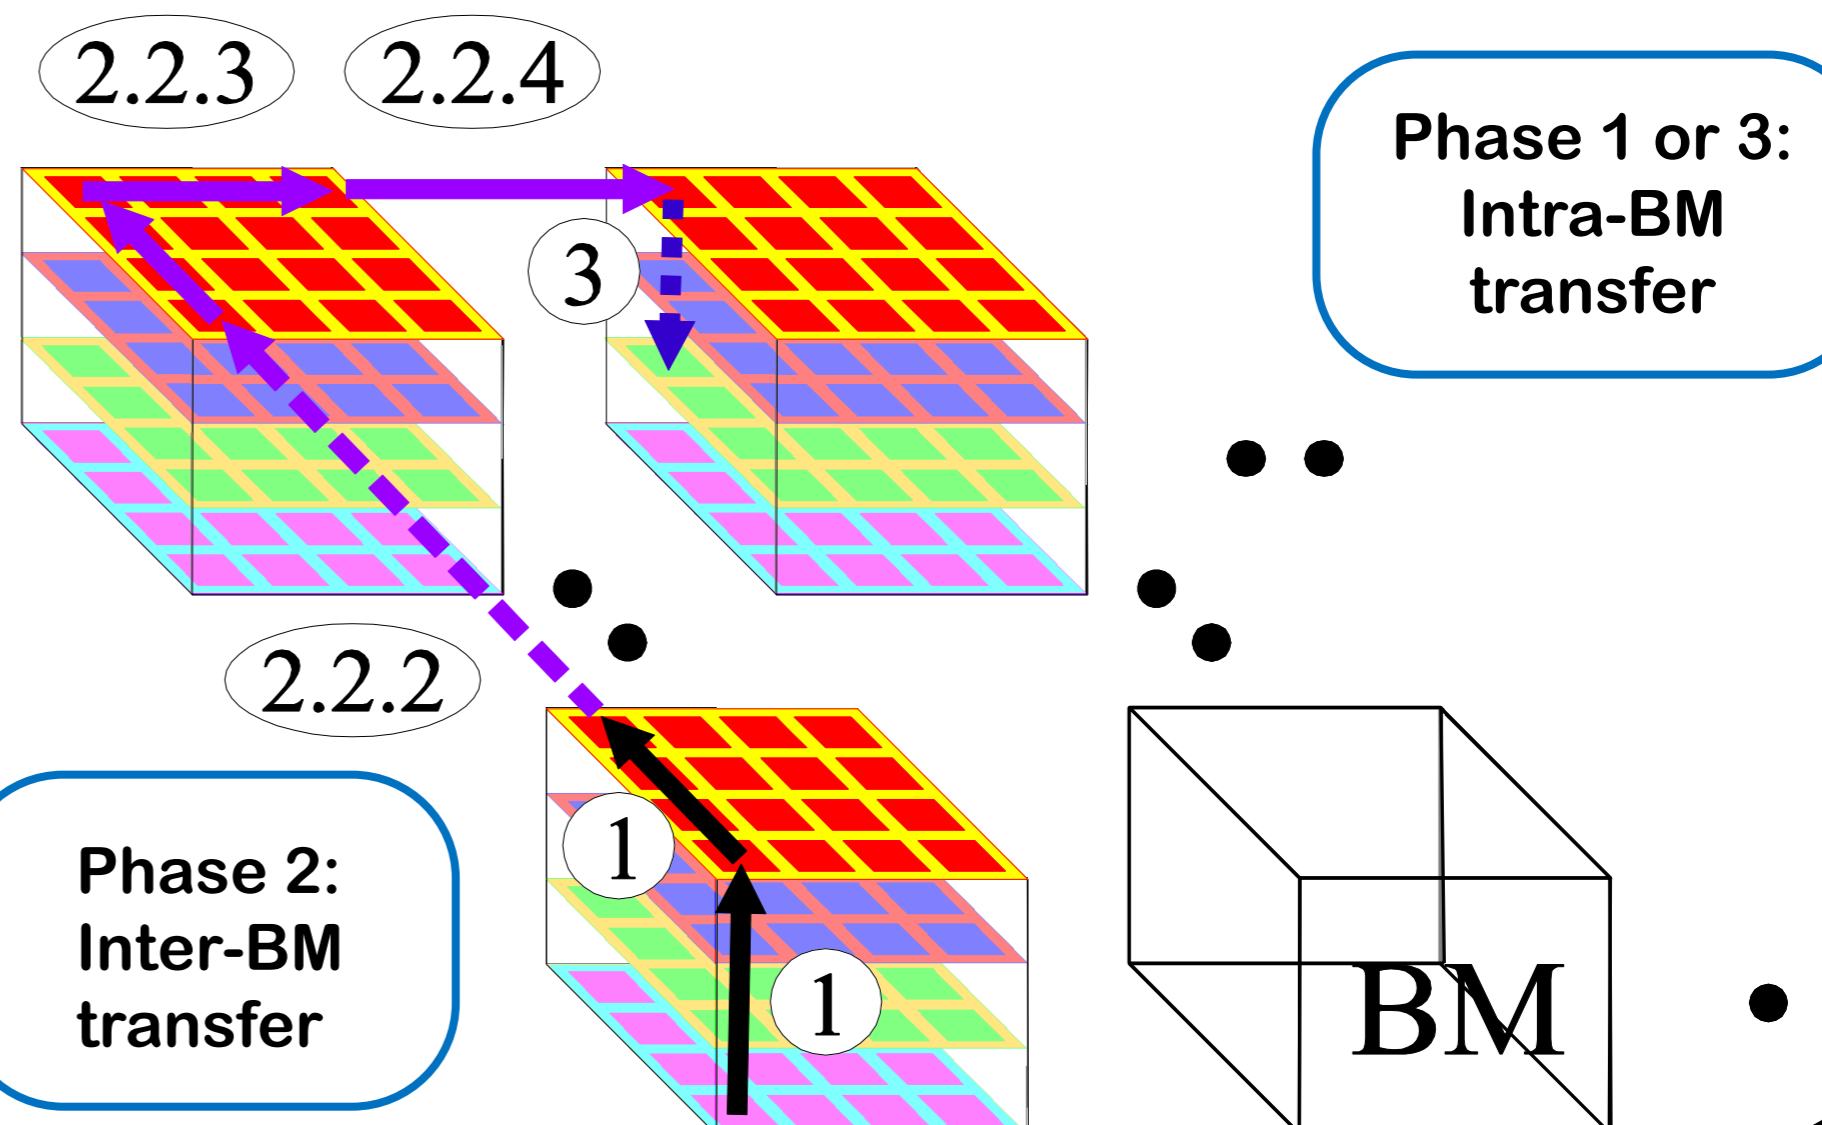 2.2.3
2.2.4
Phase 1 or 3:
Intra-BM
transfer
3
2.2.2
1
Phase 2:
Inter-BM
transfer
1
BM